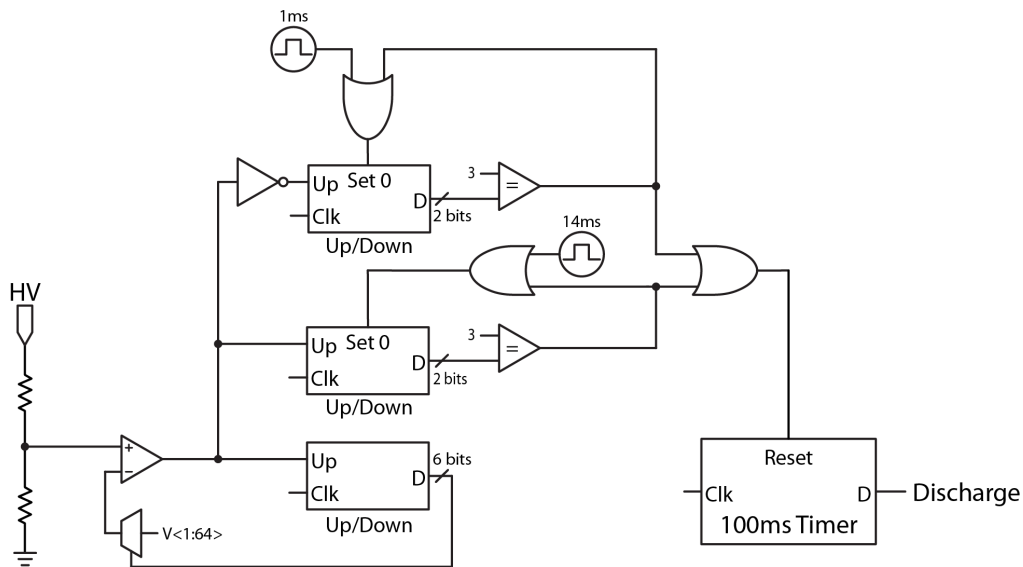 1ms
Up
Set 0
D
Clk
2 bits
Up/Down
3
=
14ms
HV
Up
Set 0
D
Clk
2 bits
Up/Down
3
=
+
−
Up
D
6 bits
Clk
Up/Down
V<1:64>
Reset
Clk
D
100ms Timer
Discharge